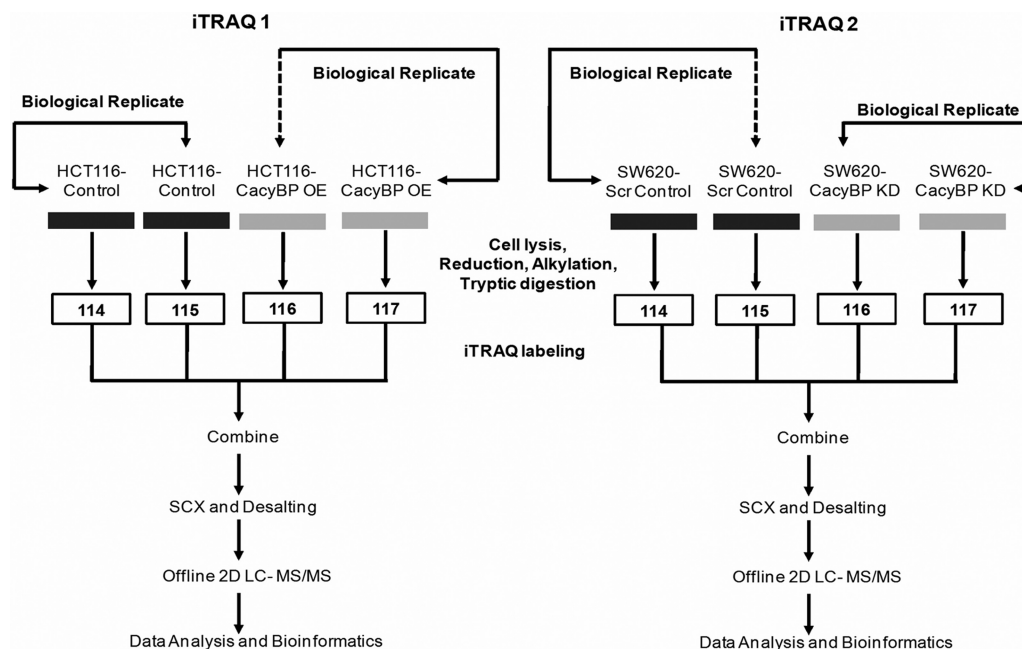 iTRAQ 1
Biological Replicate
Biological Replicate
HCT116-
Control
HCT116-
Control
HCT116-
CacyBP OE
HCT116-
CacyBP OE
114
115
116
117
Combine
SCX and Desalting
Offline 2D LC- MS/MS
Data Analysis and Bioinformatics
Cell lysis,
Reduction, Alkylation,
Tryptic digestion
iTRAQ labeling
iTRAQ 2
Biological Replicate
Biological Replicate
SW620-
Scr Control
SW620-
Scr Control
SW620-
CacyBP KD
SW620-
CacyBP KD
114
115
116
117
Combine
SCX and Desalting
Offline 2D LC- MS/MS
Data Analysis and Bioinformatics